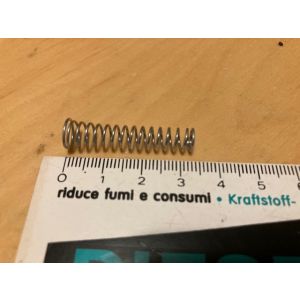 0 1 2 3 4 5 6
riduce fumi e consumi • Kraftstoff-